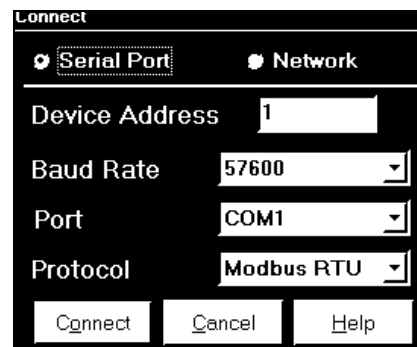 Connect
Serial Port Network
Device Address 1
Baud Rate 57600
Port COM1
Protocol Modbus RTU
Connect Cancel Help